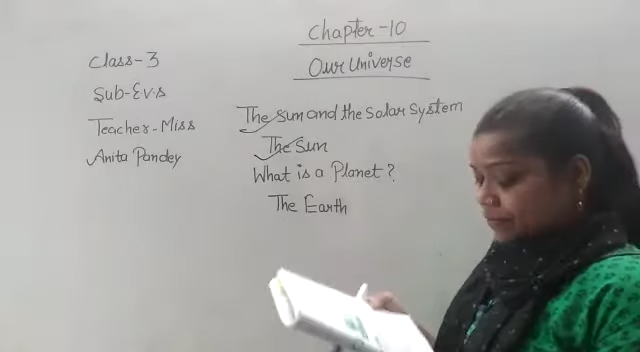 Class-3
Sub-E.v.s
Teacher-Miss
Anita Pandey
Chapter-10
Our Universe
The Sun and the Solar System
The Sun
What is a Planet?
The Earth